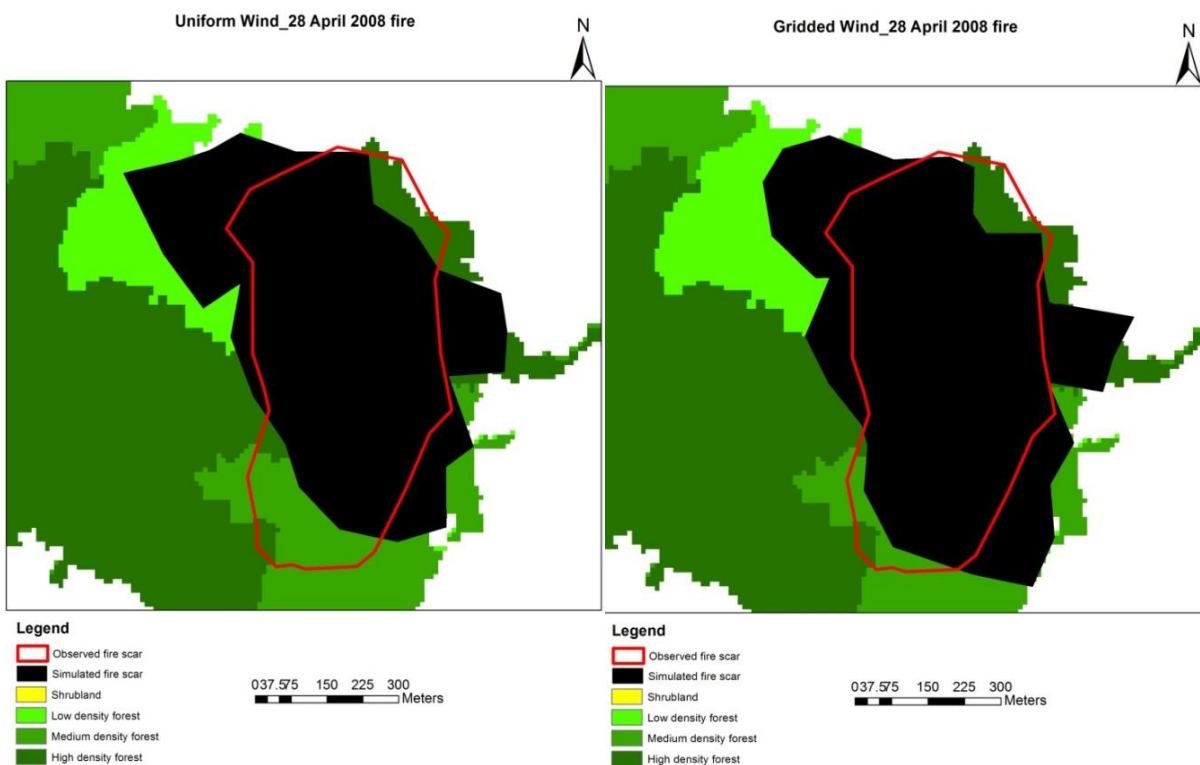 Uniform Wind_28 April 2008 fire
N
Legend
Observed fire scar
Simulated fire scar
Shrubland
Low density forest
Medium density forest
High density forest
037.575 150 225 300
Meters
Gridded Wind_28 April 2008 fire
N
Legend
Observed fire scar
Simulated fire scar
Shrubland
Low density forest
Medium density forest
High density forest
037.575 150 225 300
Meters